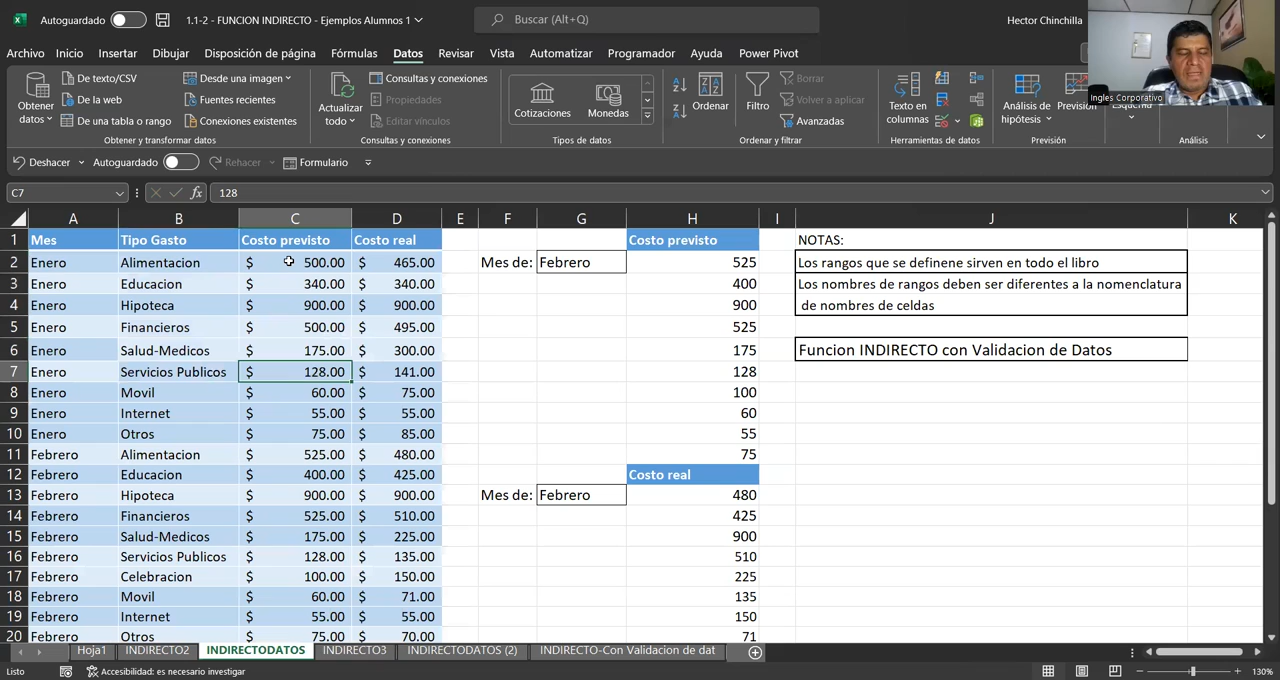 Autoguardado 1.1-2 - FUNCION INDIRECTO - Ejemplos Alumnos 1 Buscar (Alt+Q) Hector Chinchilla
Archivo Inicio Insertar Dibujar Disposición de página Fórmulas Datos Revisar Vista Automatizar Programador Ayuda Power Pivot
Obtener datos
De texto/CSV
De la web
De una tabla o rango
Desde una imagen
Fuentes recientes
Conexiones existentes
Obtener y transformar datos
Actualizar todo
Consultas y conexiones
Propiedades
Editar vínculos
Consultas y conexiones
Cotizaciones Monedas
Tipos de datos
Ordenar
Filtro
Borrar
Volver a aplicar
Avanzadas
Ordenar y filtrar
Texto en columnas
Herramientas de datos
Análisis de hipótesis
Previsión
Previsión
Esquema
Análisis
Ingles Corporativo
Deshacer Autoguardado Rehacer Formulario
C7 fx 128
A B C D E F G H I J K
1 Mes Tipo Gasto Costo previsto Costo real Costo previsto NOTAS:
2 Enero Alimentacion $ 500.00 $ 465.00 Mes de: Febrero 525 Los rangos que se definene sirven en todo el libro
3 Enero Educacion $ 340.00 $ 340.00 400 Los nombres de rangos deben ser diferentes a la nomenclatura
4 Enero Hipoteca $ 900.00 $ 900.00 900 de nombres de celdas
5 Enero Financieros $ 500.00 $ 495.00 525
6 Enero Salud-Medicos $ 175.00 $ 300.00 175 Funcion INDIRECTO con Validacion de Datos
7 Enero Servicios Publicos $ 128.00 $ 141.00 128
8 Enero Movil $ 60.00 $ 75.00 100
9 Enero Internet $ 55.00 $ 55.00 60
10 Enero Otros $ 75.00 $ 85.00 55
11 Febrero Alimentacion $ 525.00 $ 480.00 75
12 Febrero Educacion $ 400.00 $ 425.00 Costo real
13 Febrero Hipoteca $ 900.00 $ 900.00 Mes de: Febrero 480
14 Febrero Financieros $ 525.00 $ 510.00 425
15 Febrero Salud-Medicos $ 175.00 $ 225.00 900
16 Febrero Servicios Publicos $ 128.00 $ 135.00 510
17 Febrero Celebracion $ 100.00 $ 150.00 225
18 Febrero Movil $ 60.00 $ 71.00 135
19 Febrero Internet $ 55.00 $ 55.00 150
20 Febrero Otros $ 75.00 $ 70.00 71
Hoja1 INDIRECTO2 INDIRECTODATOS INDIRECTO3 INDIRECTODATOS (2) INDIRECTO-Con Validacion de dat
Listo Accesibilidad: es necesario investigar 130%